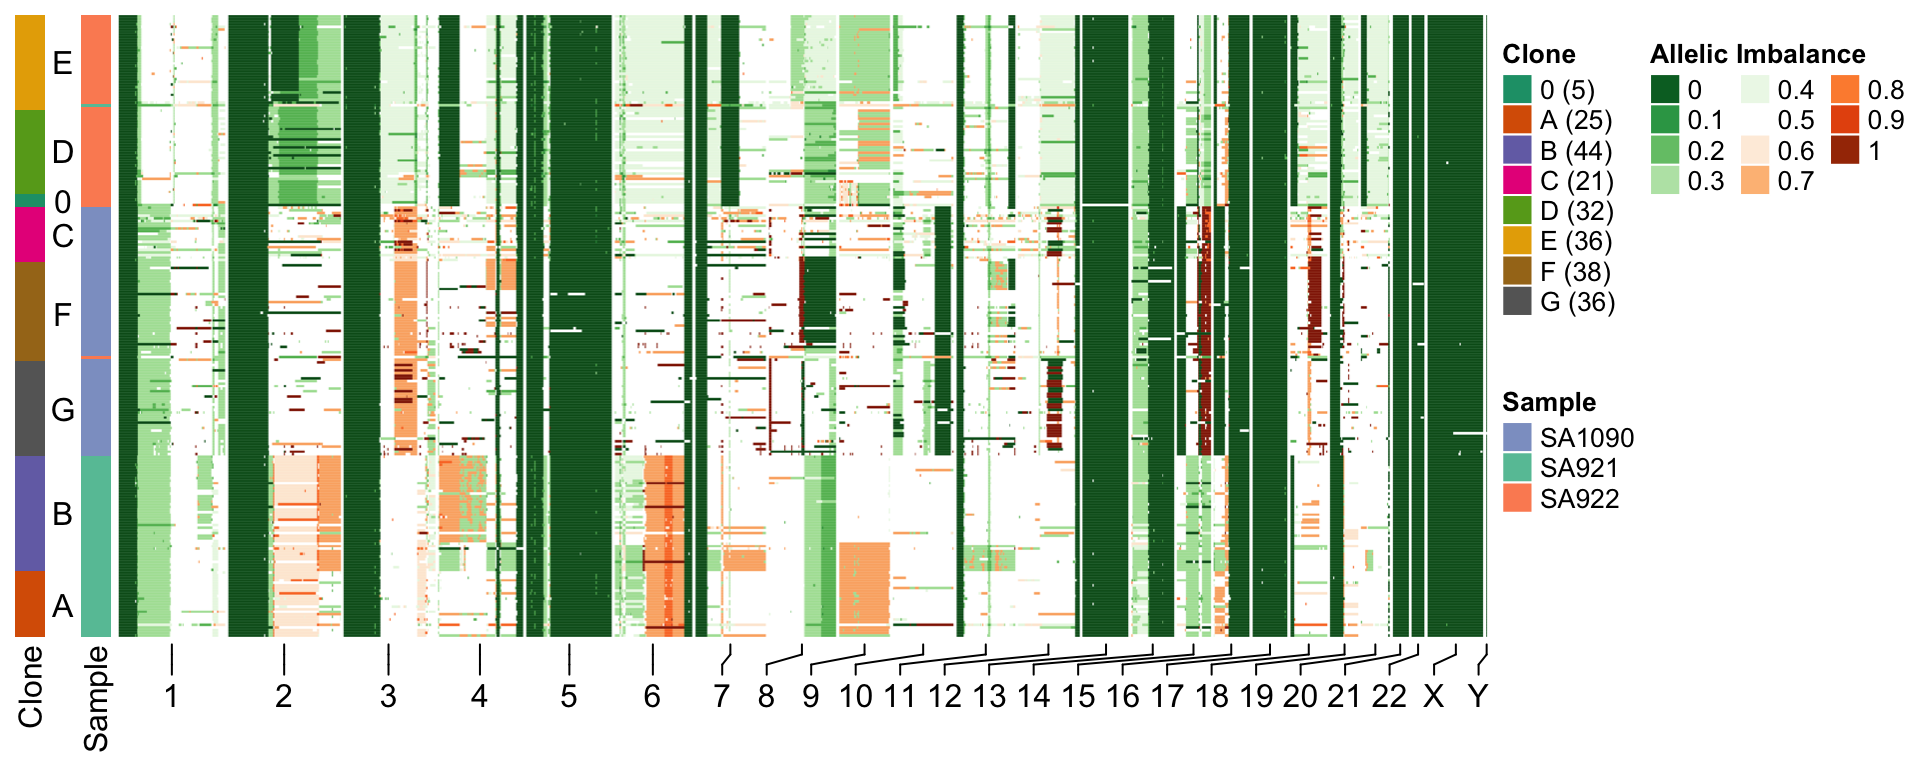 E
D
0
C
F
G
B
A
Clone
Sample
1 2 3 4 5 6 7 8 9 10 11 12 13 14 15 16 17 18 19 20 21 22 X Y
Clone
0 (5)
A (25)
B (44)
C (21)
D (32)
E (36)
F (38)
G (36)
Allelic Imbalance
0 0.4 0.8
0.1 0.5 0.9
0.2 0.6 1
0.3 0.7
Sample
SA1090
SA921
SA922